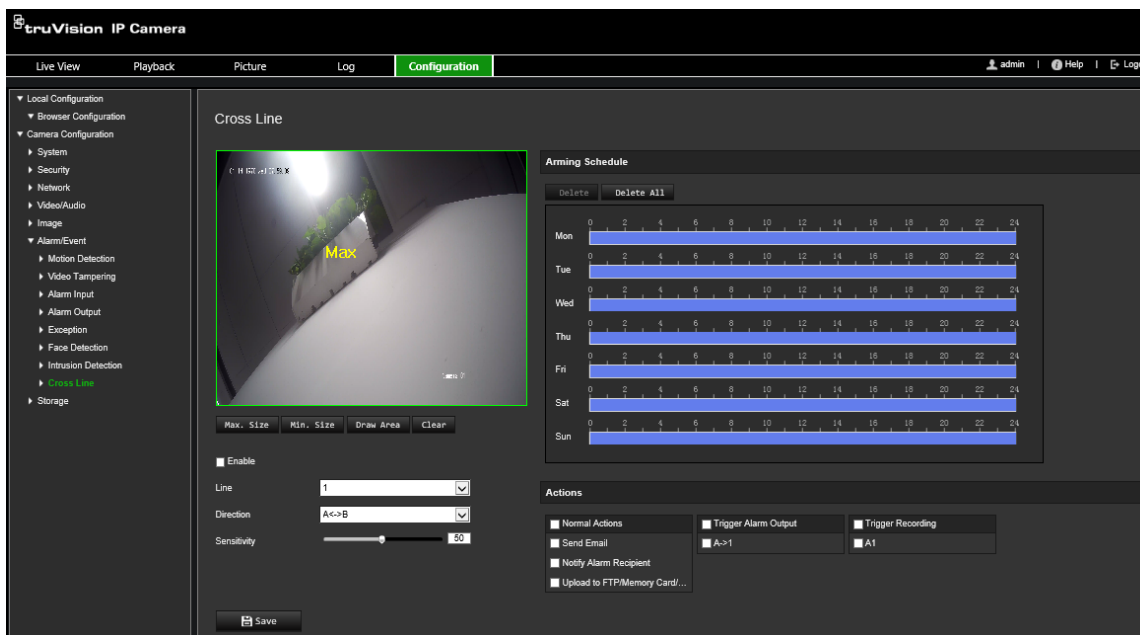 truVision IP Camera
Live View Playback Picture Log Configuration admin | Help | Logo
Local Configuration
Browser Configuration
Camera Configuration
System
Security
Network
Video/Audio
Image
Alarm/Event
Motion Detection
Video Tampering
Alarm Input
Alarm Output
Exception
Face Detection
Intrusion Detection
Cross Line
Storage
Cross Line
Max
Max. Size Min. Size Draw Area Clear
Enable
Line 1
Direction A<->B
Sensitivity 50
Save
Arming Schedule
Delete Delete All
0 2 4 6 8 10 12 14 16 18 20 22 24
Mon
0 2 4 6 8 10 12 14 16 18 20 22 24
Tue
0 2 4 6 8 10 12 14 16 18 20 22 24
Wed
0 2 4 6 8 10 12 14 16 18 20 22 24
Thu
0 2 4 6 8 10 12 14 16 18 20 22 24
Fri
0 2 4 6 8 10 12 14 16 18 20 22 24
Sat
0 2 4 6 8 10 12 14 16 18 20 22 24
Sun
Actions
Normal Actions Trigger Alarm Output Trigger Recording
Send Email A->1 A1
Notify Alarm Recipient
Upload to FTP/Memory Card/...